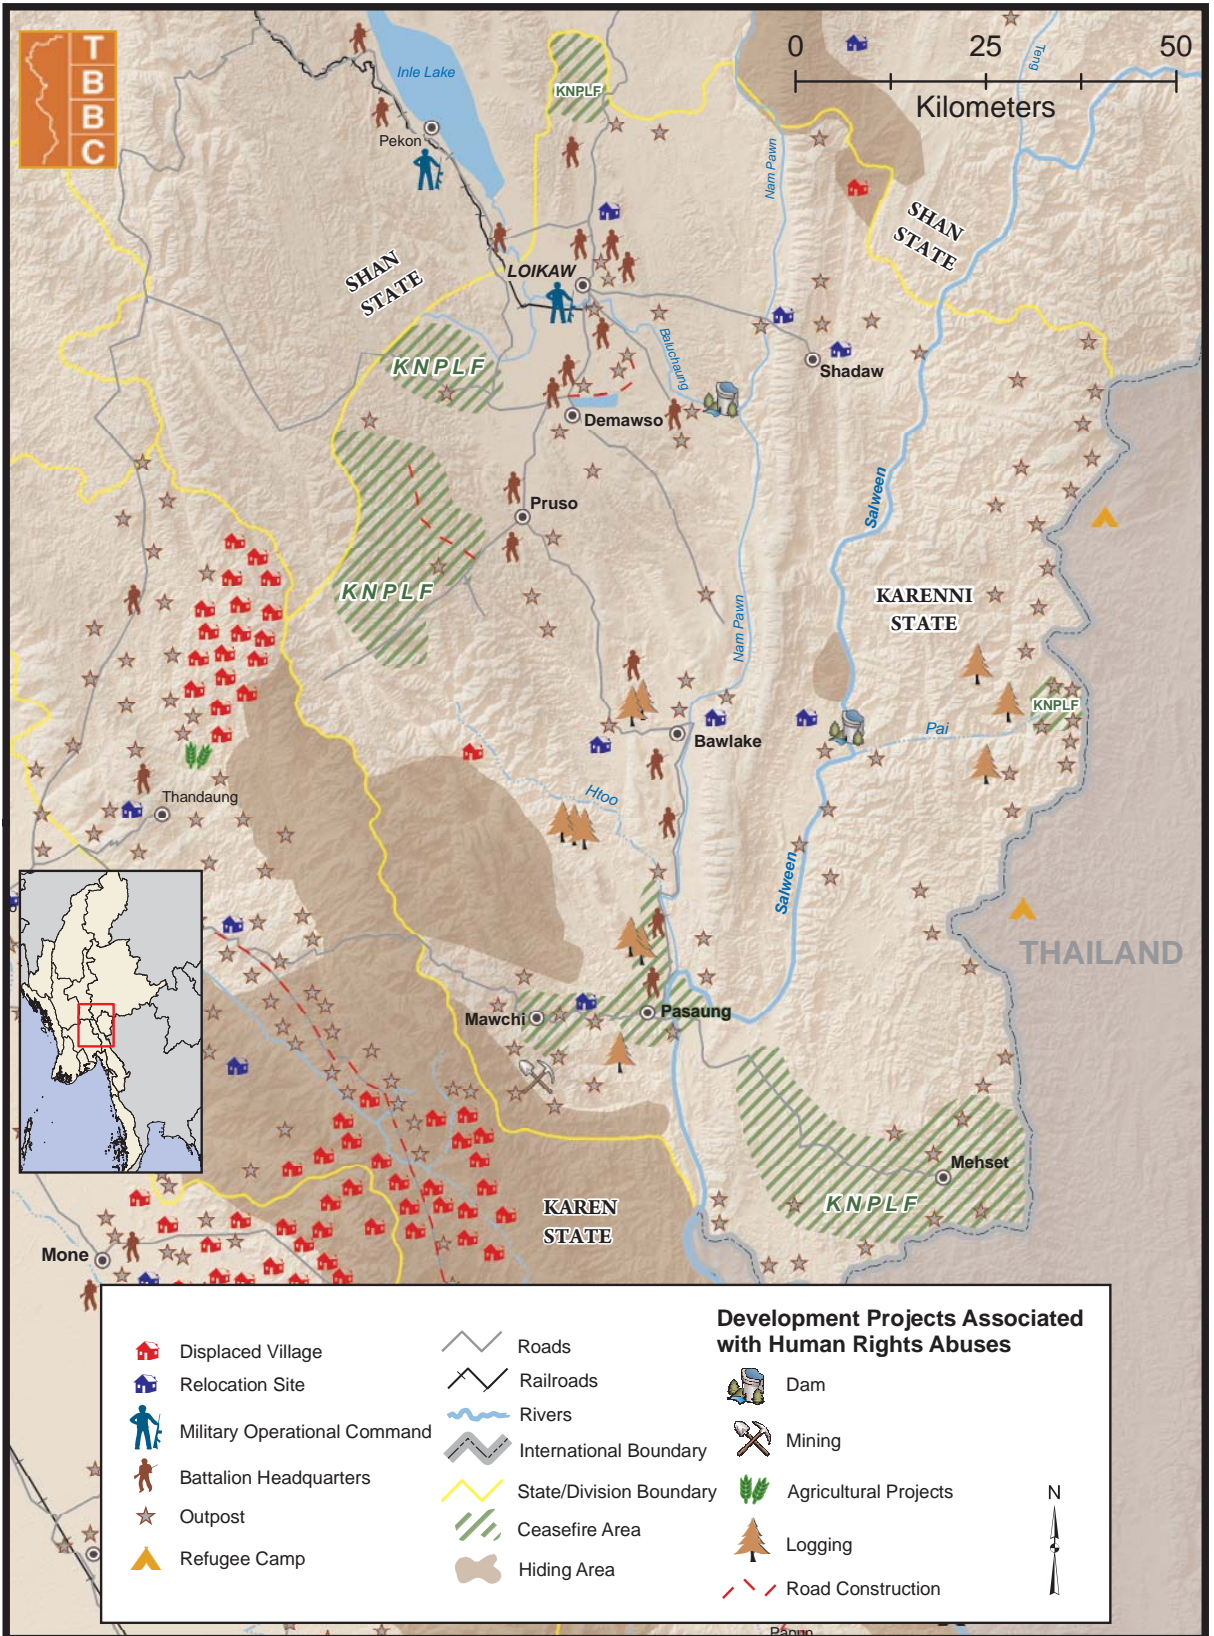 T
B
B
C
0 25 50
Kilometers
Inle Lake
KNPLF
Teng
Pekon
Nam Pawn
SHAN
STATE
SHAN
STATE
LOIKAW
Baluchaung
KNPLF
Shadaw
Demawso
Salween
Pruso
KNPLF
KARENNI
STATE
Nam Pawn
KNPLF
Pai
Bawlake
Htoo
Thandaung
Salween
THAILAND
Mawchi
Pasaung
Mehset
KNPLF
KAREN
STATE
Mone
Displaced Village
Relocation Site
Military Operational Command
Battalion Headquarters
Outpost
Refugee Camp
Roads
Railroads
Rivers
International Boundary
State/Division Boundary
Ceasefire Area
Hiding Area
Development Projects Associated
with Human Rights Abuses
Dam
Mining
Agricultural Projects
Logging
Road Construction
N
Papun